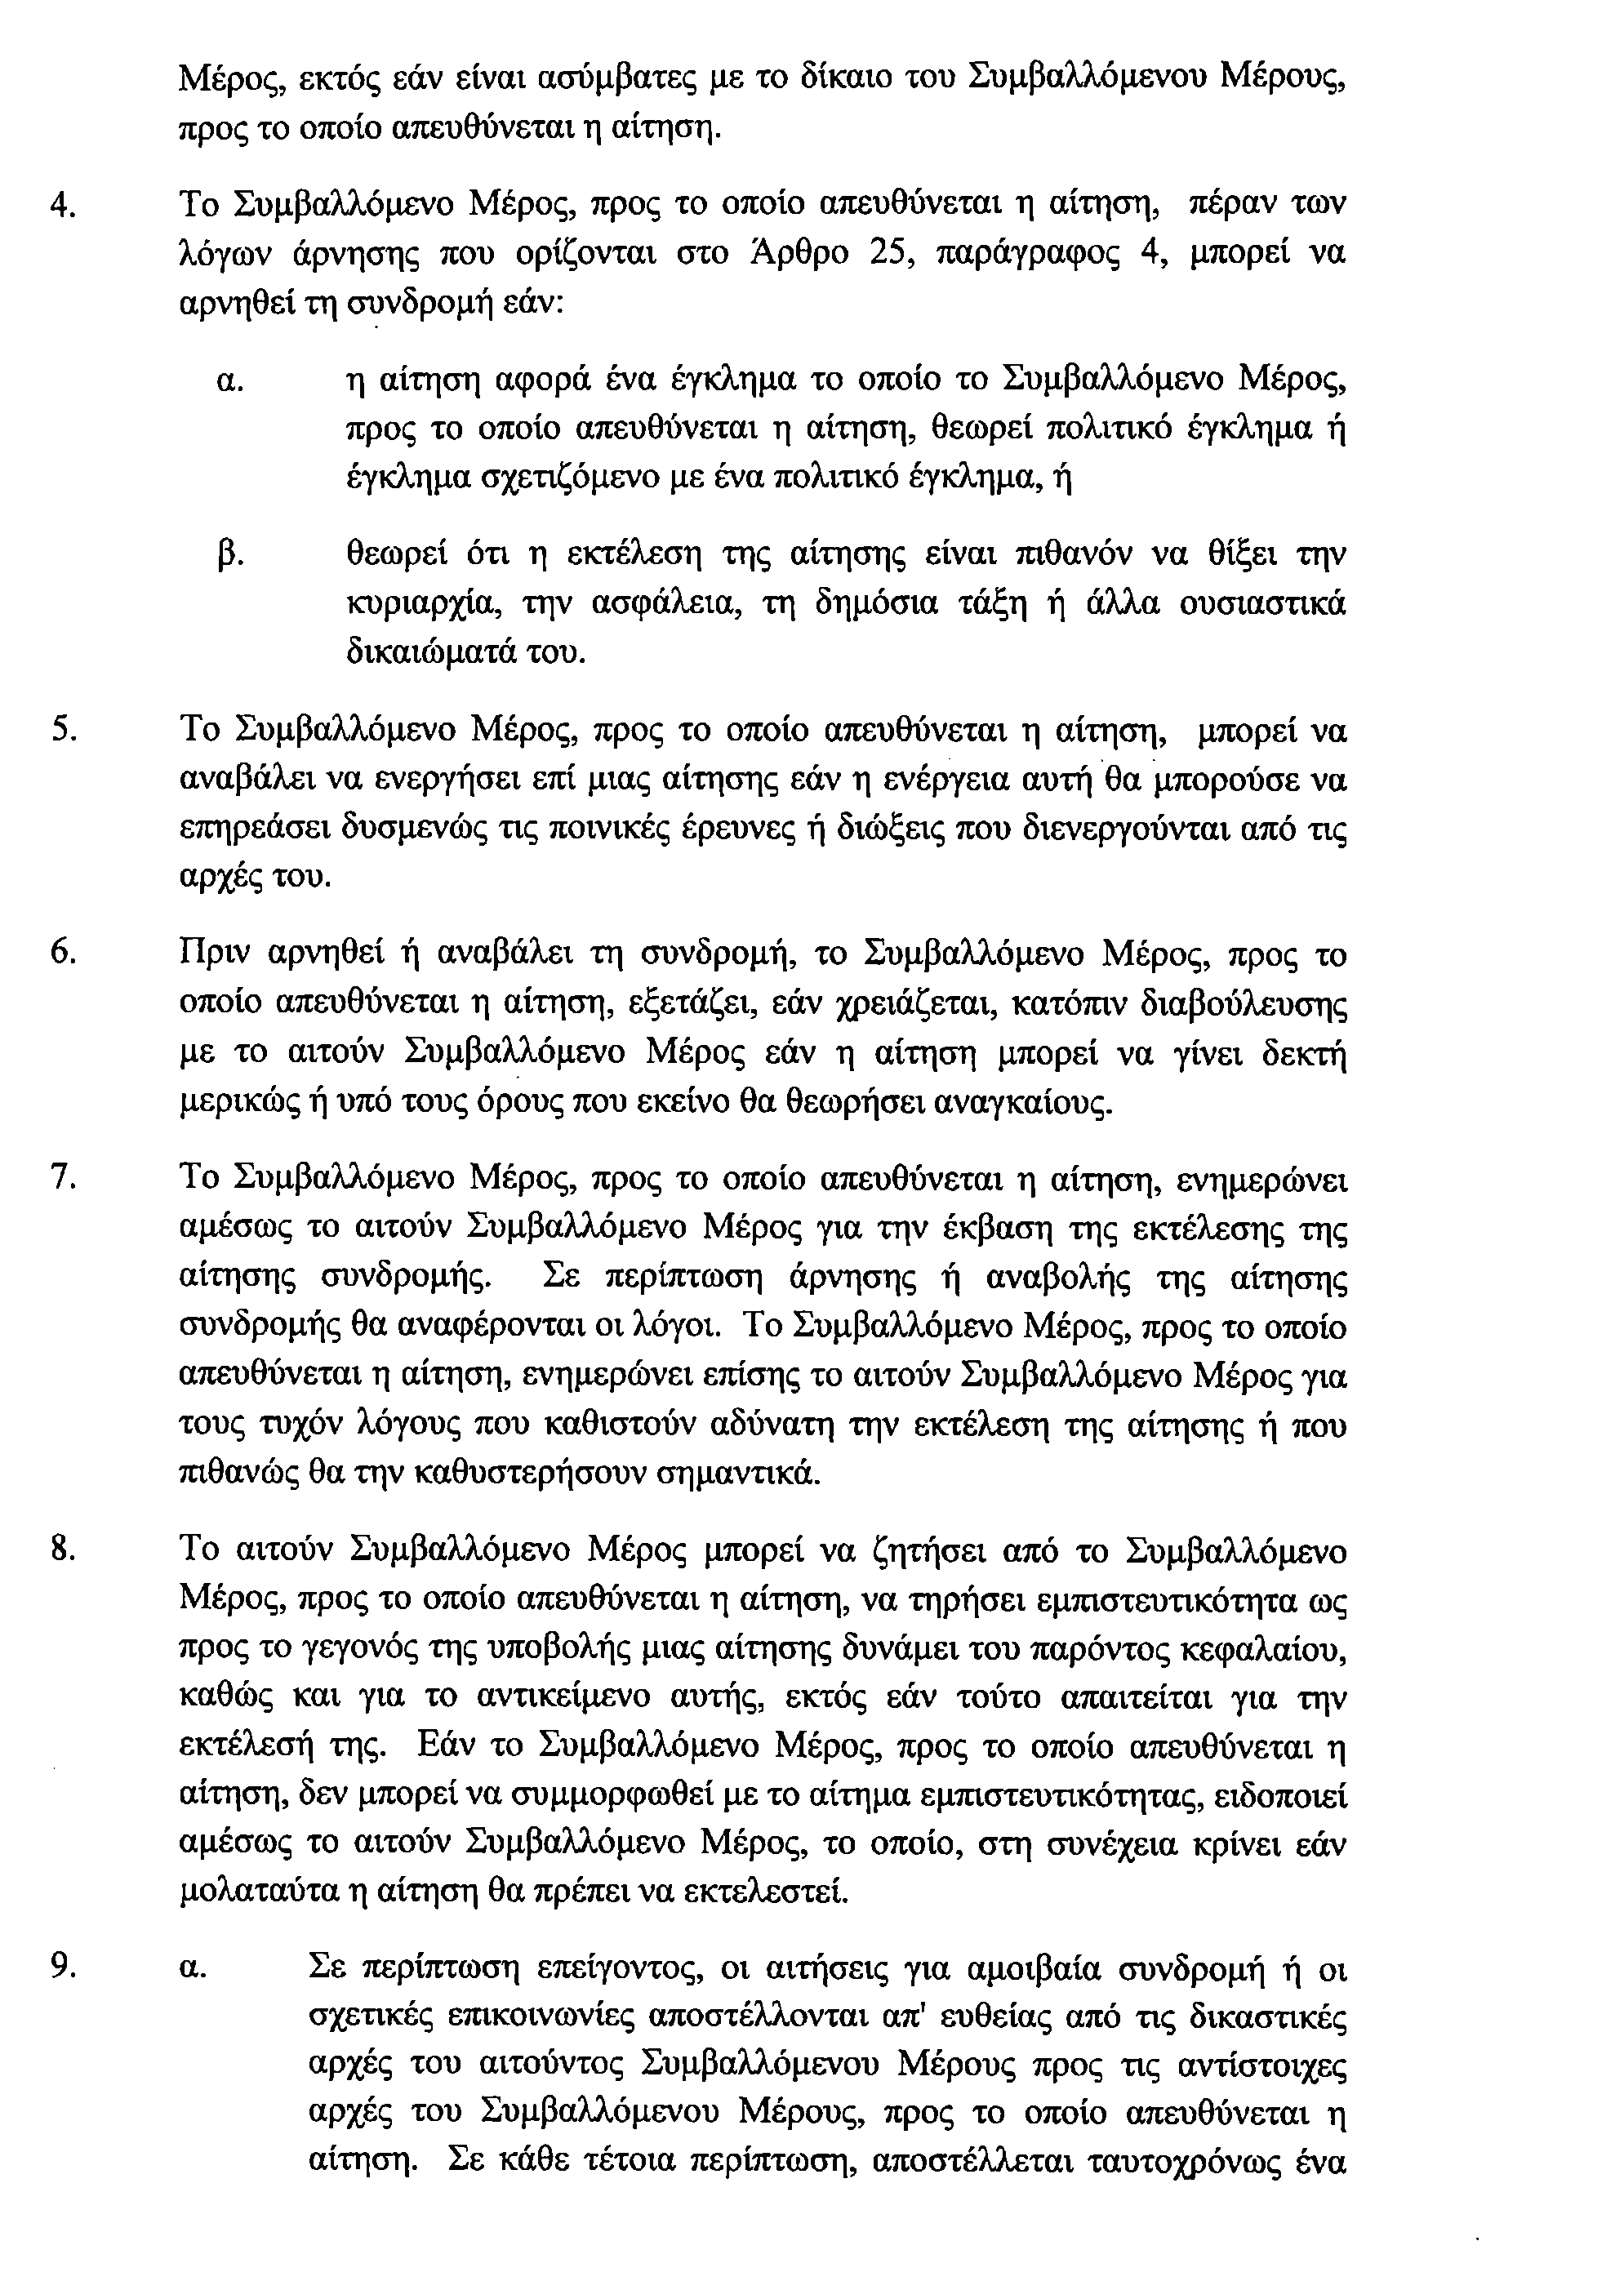 Μέρος, εκτός εάν είναι ασύμβατες με το δίκαιο του Συμβαλλόμενου Μέρους,
προς το οποίο απευθύνεται η αίτηση.
4. Το Συμβαλλόμενο Μέρος, προς το οποίο απευθύνεται η αίτηση, πέραν των
λόγων άρνησης που ορίζονται στο Άρθρο 25, παράγραφος 4, μπορεί να
αρνηθεί τη συνδρομή εάν:
α. η αίτηση αφορά ένα έγκλημα το οποίο το Συμβαλλόμενο Μέρος,
προς το οποίο απευθύνεται η αίτηση, θεωρεί πολιτικό έγκλημα ή
έγκλημα σχετιζόμενο με ένα πολιτικό έγκλημα, ή
β. θεωρεί ότι η εκτέλεση της αίτησης είναι πιθανόν να θίξει την
κυριαρχία, την ασφάλεια, τη δημόσια τάξη ή άλλα ουσιαστικά
δικαιώματά του.
5. Το Συμβαλλόμενο Μέρος, προς το οποίο απευθύνεται η αίτηση, μπορεί να
αναβάλει να ενεργήσει επί μιας αίτησης εάν η ενέργεια αυτή θα μπορούσε να
επηρεάσει δυσμενώς τις ποινικές έρευνες ή διώξεις που διενεργούνται από τις
αρχές του.
6. Πριν αρνηθεί ή αναβάλει τη συνδρομή, το Συμβαλλόμενο Μέρος, προς το
οποίο απευθύνεται η αίτηση, εξετάζει, εάν χρειάζεται, κατόπιν διαβούλευσης
με το αιτούν Συμβαλλόμενο Μέρος εάν η αίτηση μπορεί να γίνει δεκτή
μερικώς ή υπό τους όρους που εκείνο θα θεωρήσει αναγκαίους.
7. Το Συμβαλλόμενο Μέρος, προς το οποίο απευθύνεται η αίτηση, ενημερώνει
αμέσως το αιτούν Συμβαλλόμενο Μέρος για την έκβαση της εκτέλεσης της
αίτησης συνδρομής. Σε περίπτωση άρνησης ή αναβολής της αίτησης
συνδρομής θα αναφέρονται οι λόγοι. Το Συμβαλλόμενο Μέρος, προς το οποίο
απευθύνεται η αίτηση, ενημερώνει επίσης το αιτούν Συμβαλλόμενο Μέρος για
τους τυχόν λόγους που καθιστούν αδύνατη την εκτέλεση της αίτησης ή που
πιθανώς θα την καθυστερήσουν σημαντικά.
8. Το αιτούν Συμβαλλόμενο Μέρος μπορεί να ζητήσει από το Συμβαλλόμενο
Μέρος, προς το οποίο απευθύνεται η αίτηση, να τηρήσει εμπιστευτικότητα ως
προς το γεγονός της υποβολής μιας αίτησης δυνάμει του παρόντος κεφαλαίου,
καθώς και για το αντικείμενο αυτής, εκτός εάν τούτο απαιτείται για την
εκτέλεσή της. Εάν το Συμβαλλόμενο Μέρος, προς το οποίο απευθύνεται η
αίτηση, δεν μπορεί να συμμορφωθεί με το αίτημα εμπιστευτικότητας, ειδοποιεί
αμέσως το αιτούν Συμβαλλόμενο Μέρος, το οποίο, στη συνέχεια κρίνει εάν
μολαταύτα η αίτηση θα πρέπει να εκτελεστεί.
9. α. Σε περίπτωση επείγοντος, οι αιτήσεις για αμοιβαία συνδρομή ή οι
σχετικές επικοινωνίες αποστέλλονται απ' ευθείας από τις δικαστικές
αρχές του αιτούντος Συμβαλλόμενου Μέρους προς τις αντίστοιχες
αρχές του Συμβαλλόμενου Μέρους, προς το οποίο απευθύνεται η
αίτηση. Σε κάθε τέτοια περίπτωση, αποστέλλεται ταυτοχρόνως ένα